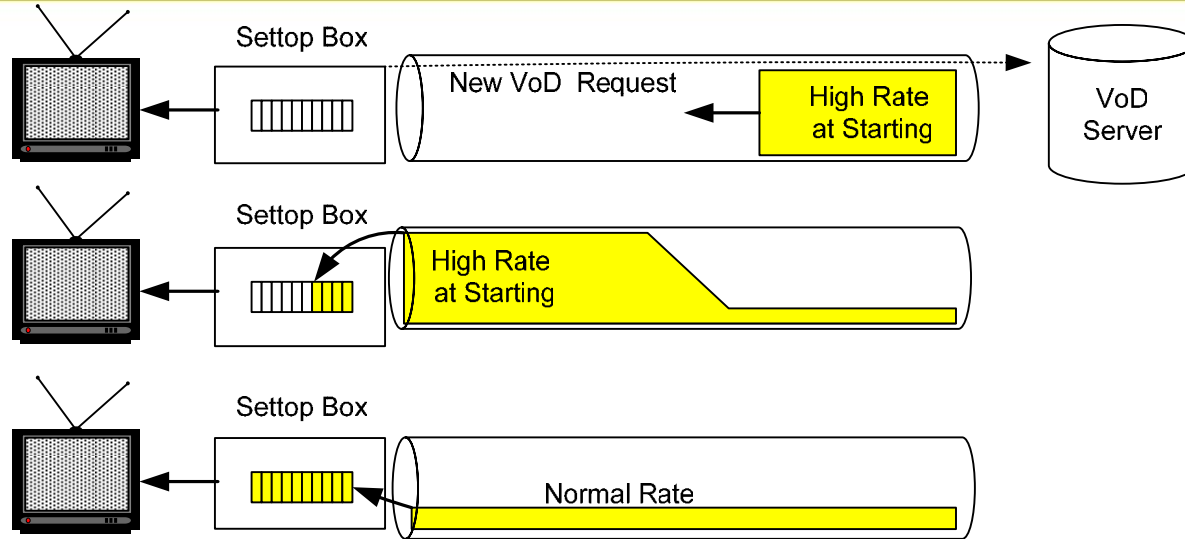 Settop Box
New VoD Request
High Rate
at Starting
VoD
Server
Settop Box
High Rate
at Starting
Settop Box
Normal Rate